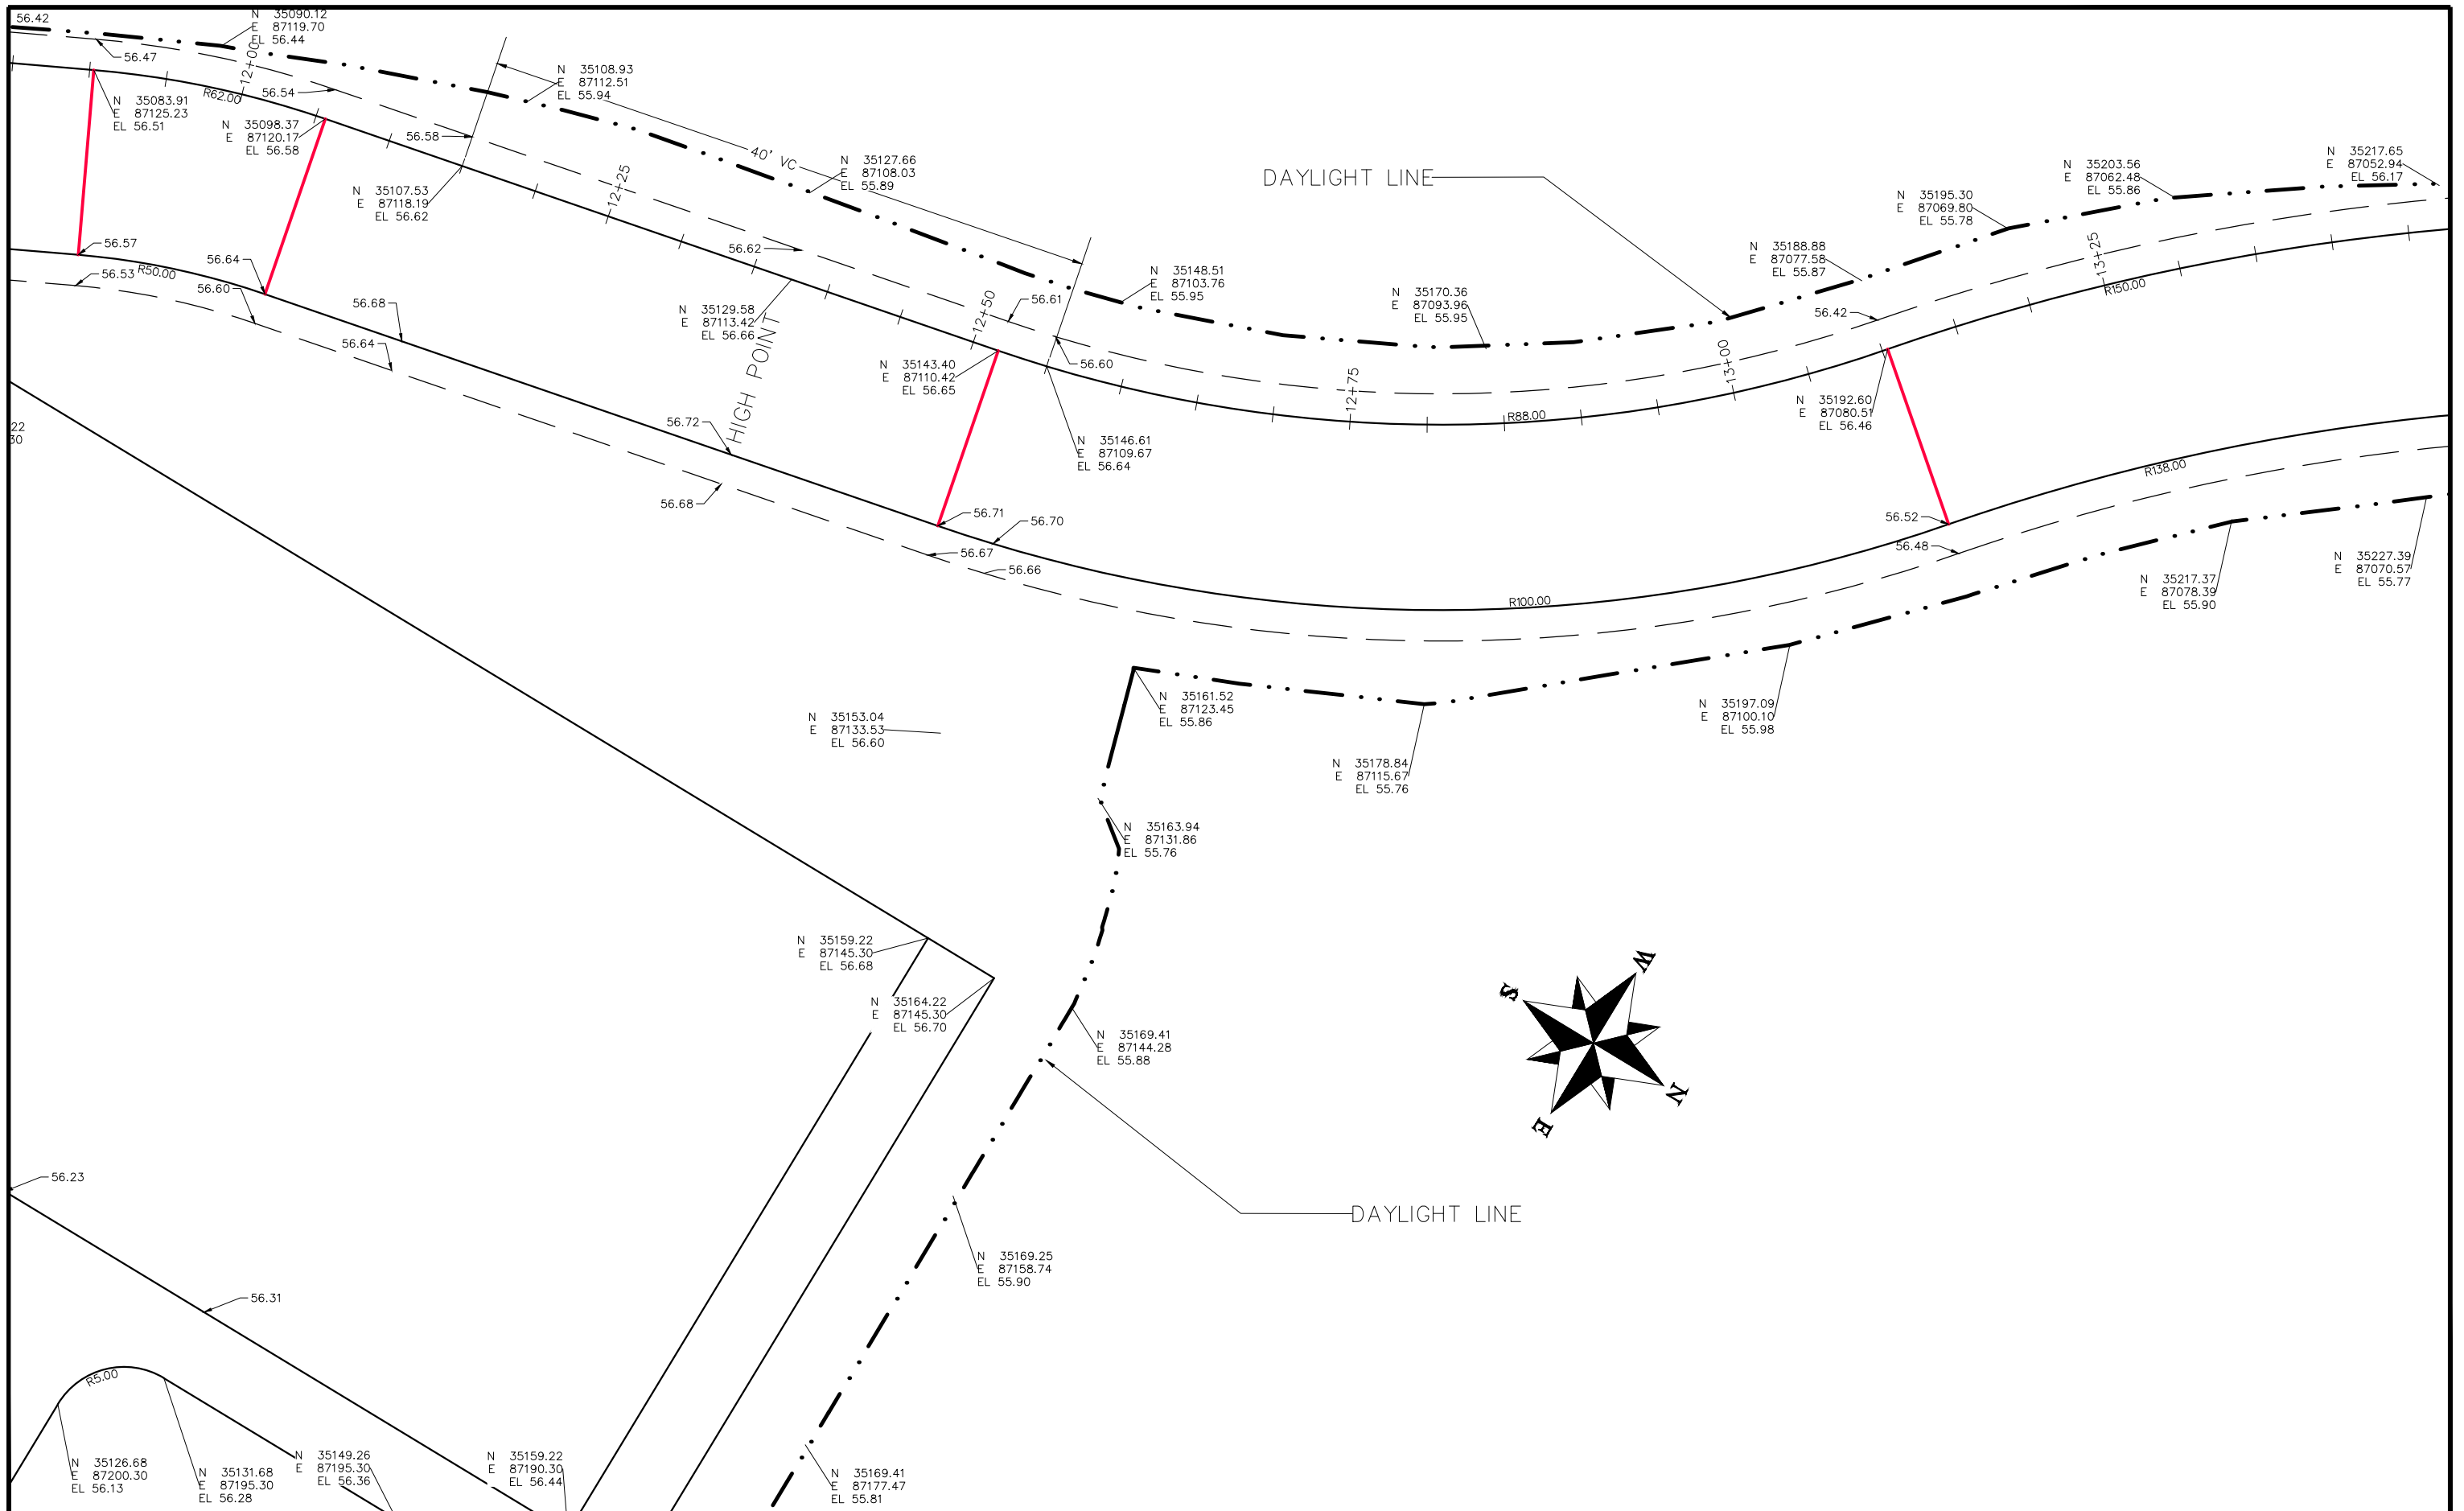 56.42
N 35090.12
E 87119.70
EL 56.44
56.47
12+00
N 35083.91
E 87125.23
EL 56.51
R62.00
56.54
N 35098.37
E 87120.17
EL 56.58
N 35108.93
E 87112.51
EL 55.94
56.58
40' VC
N 35127.66
E 87108.03
EL 55.89
N 35107.53
E 87118.19
EL 56.62
12+25
DAYLIGHT LINE
N 35217.65
E 87052.94
EL 56.17
N 35203.56
E 87062.48
EL 55.86
N 35195.30
E 87069.80
EL 55.78
N 35188.88
E 87077.58
EL 55.87
13+25
R150.00
56.57
56.53
R50.00
56.64
56.60
56.68
56.64
56.62
N 35129.58
E 87113.42
EL 56.66
HIGH POINT
N 35148.51
E 87103.76
EL 55.95
56.61
12+50
56.60
N 35143.40
E 87110.42
EL 56.65
N 35170.36
E 87093.96
EL 55.95
56.42
13+00
12+75
R88.00
N 35192.60
E 87080.51
EL 56.46
22
30
56.72
N 35146.61
E 87109.67
EL 56.64
R138.00
56.68
56.71
56.70
56.67
56.66
R100.00
56.52
56.48
N 35227.39
E 87070.57
EL 55.77
N 35217.37
E 87078.39
EL 55.90
N 35161.52
E 87123.45
EL 55.86
N 35197.09
E 87100.10
EL 55.98
N 35153.04
E 87133.53
EL 56.60
N 35178.84
E 87115.67
EL 55.76
N 35163.94
E 87131.86
EL 55.76
N 35159.22
E 87145.30
EL 56.68
N 35164.22
E 87145.30
EL 56.70
N 35169.41
E 87144.28
EL 55.88
W
S
N
E
56.23
DAYLIGHT LINE
N 35169.25
E 87158.74
EL 55.90
56.31
R5.00
N 35126.68
E 87200.30
EL 56.13
N 35131.68
E 87195.30
EL 56.28
N 35149.26
E 87195.30
EL 56.36
N 35159.22
E 87190.30
EL 56.44
N 35169.41
E 87177.47
EL 55.81